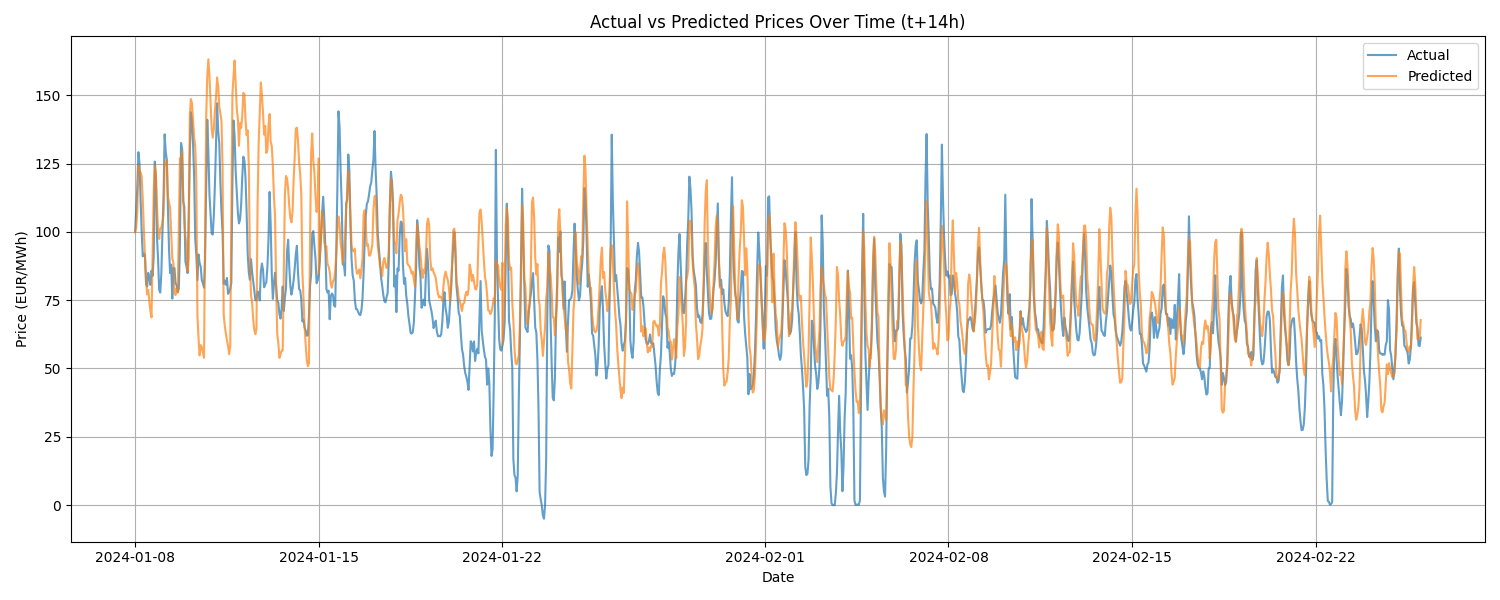 Actual vs Predicted Prices Over Time (t+14h)
Actual
Predicted
Price (EUR/MWh)
150
125
100
75
50
25
0
2024-01-08 2024-01-15 2024-01-22 2024-02-01 2024-02-08 2024-02-15 2024-02-22
Date